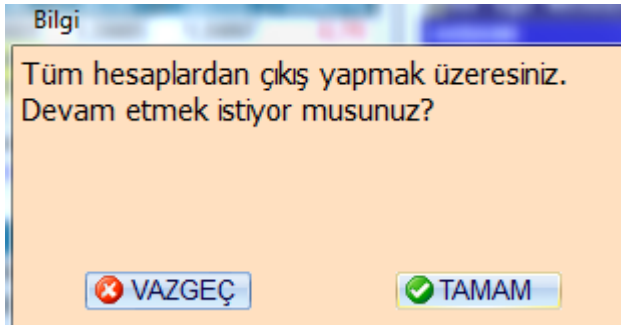 Bilgi
Tüm hesaplardan çıkış yapmak üzeresiniz.
Devam etmek istiyor musunuz?
VAZGEÇ
TAMAM